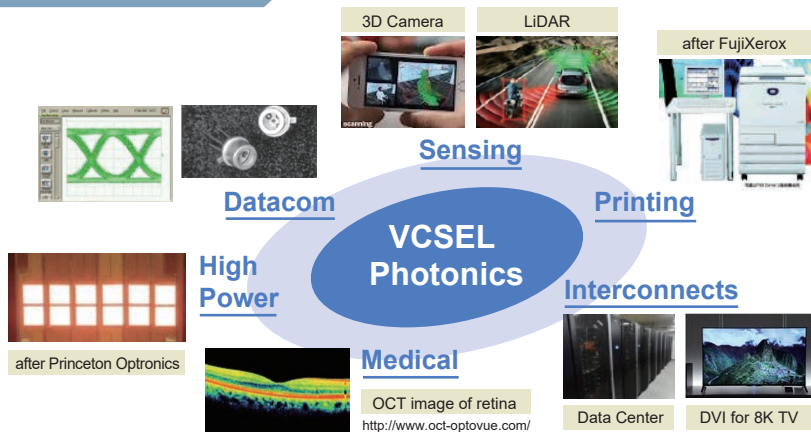 3D Camera
LiDAR
after FujiXerox
scanning
Sensing
Datacom
Printing
VCSEL
Photonics
High
Power
Interconnects
after Princeton Optronics
Medical
OCT image of retina
http://www.oct-optovue.com/
Data Center
DVI for 8K TV